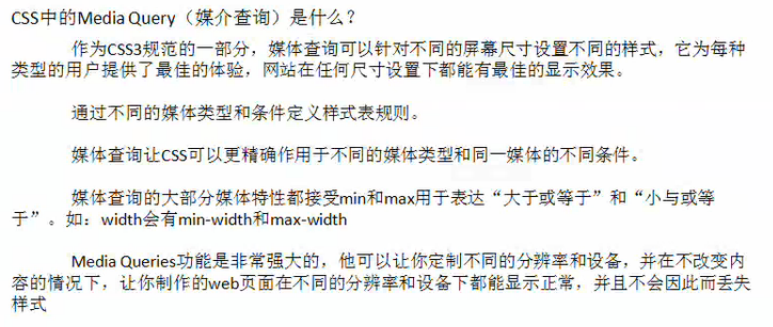 CSS中的Media Query（媒介查询）是什么？
作为CSS3规范的一部分，媒体查询可以针对不同的屏幕尺寸设置不同的样式，它为每种
类型的用户提供了最佳的体验，网站在任何尺寸设置下都能有最佳的显示效果。
通过不同的媒体类型和条件定义样式表规则。
媒体查询让CSS可以更精确作用于不同的媒体类型和同一媒体的不同条件。
媒体查询的大部分媒体特性都接受min和max用于表达“大于或等于”和“小与或等
于”。如：width会有min-width和max-width
Media Queries功能是非常强大的，他可以让你定制不同的分辨率和设备，并在不改变内
容的情况下，让你制作的web页面在不同的分辨率和设备下都能显示正常，并且不会因此而丢失
样式